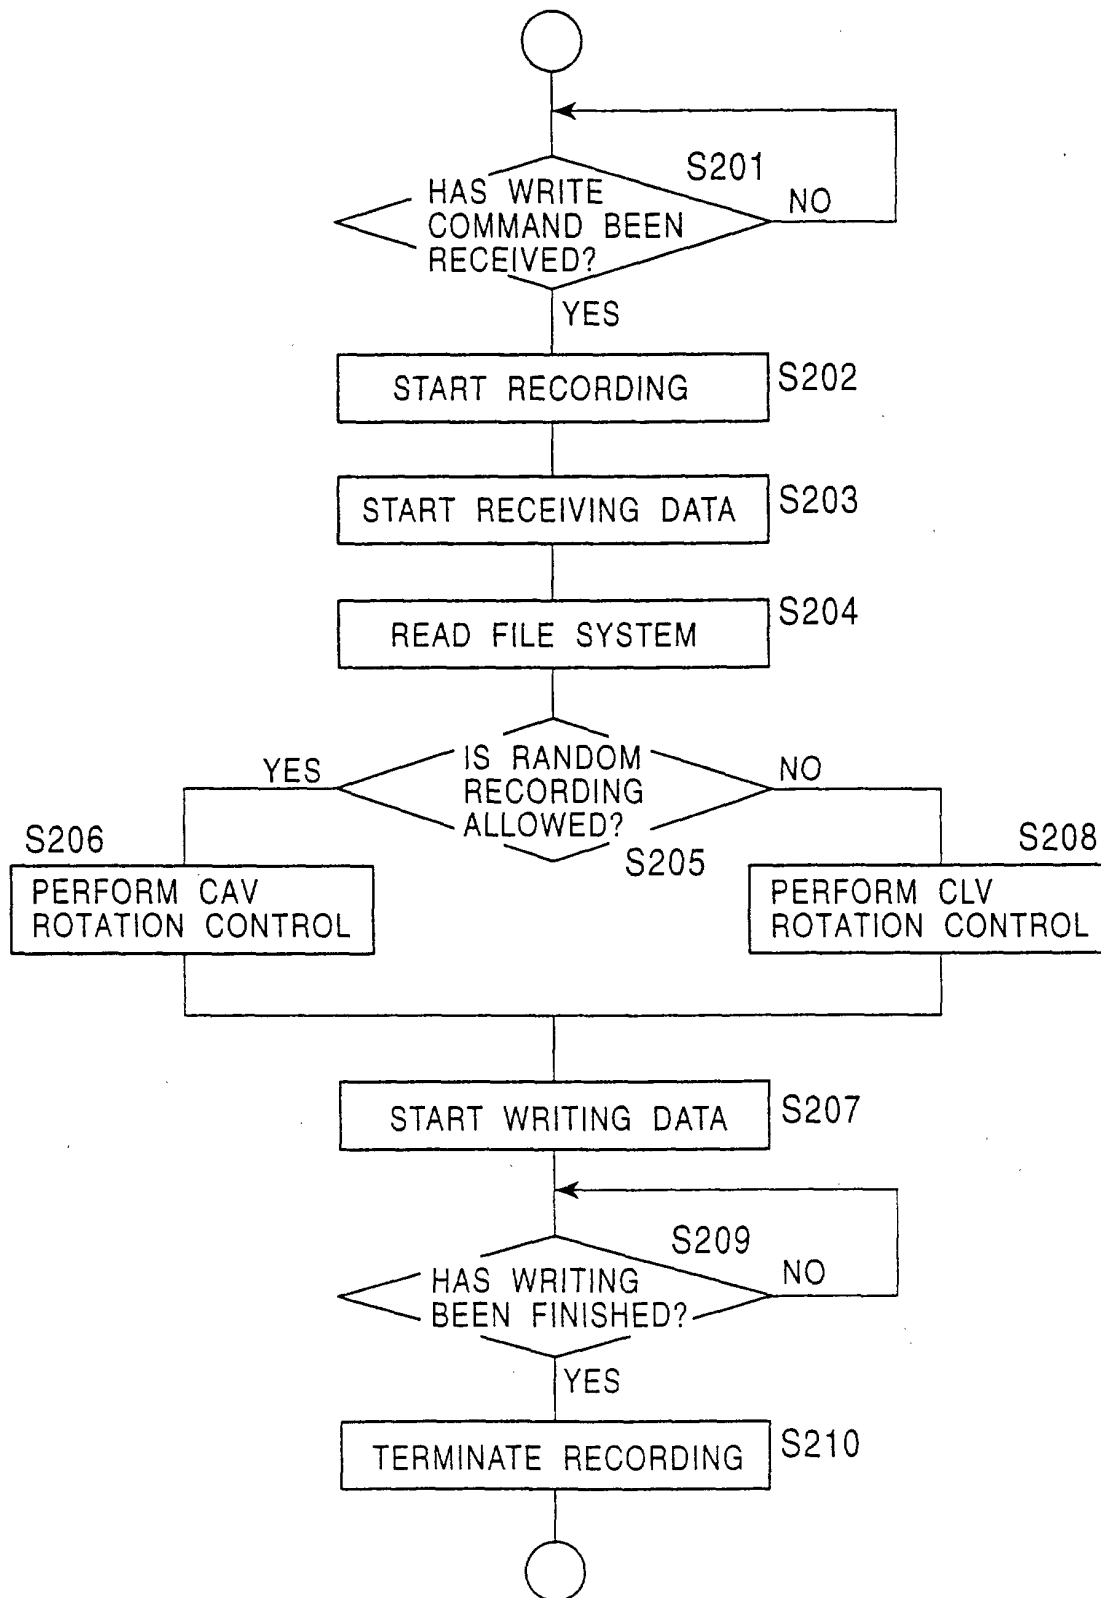 S201
HAS WRITE
COMMAND BEEN
RECEIVED?
NO
YES
START RECORDING
S202
START RECEIVING DATA
S203
READ FILE SYSTEM
S204
YES
IS RANDOM
RECORDING
ALLOWED?
NO
S205
S206
PERFORM CAV
ROTATION CONTROL
S208
PERFORM CLV
ROTATION CONTROL
START WRITING DATA
S207
S209
HAS WRITING
BEEN FINISHED?
NO
YES
TERMINATE RECORDING
S210